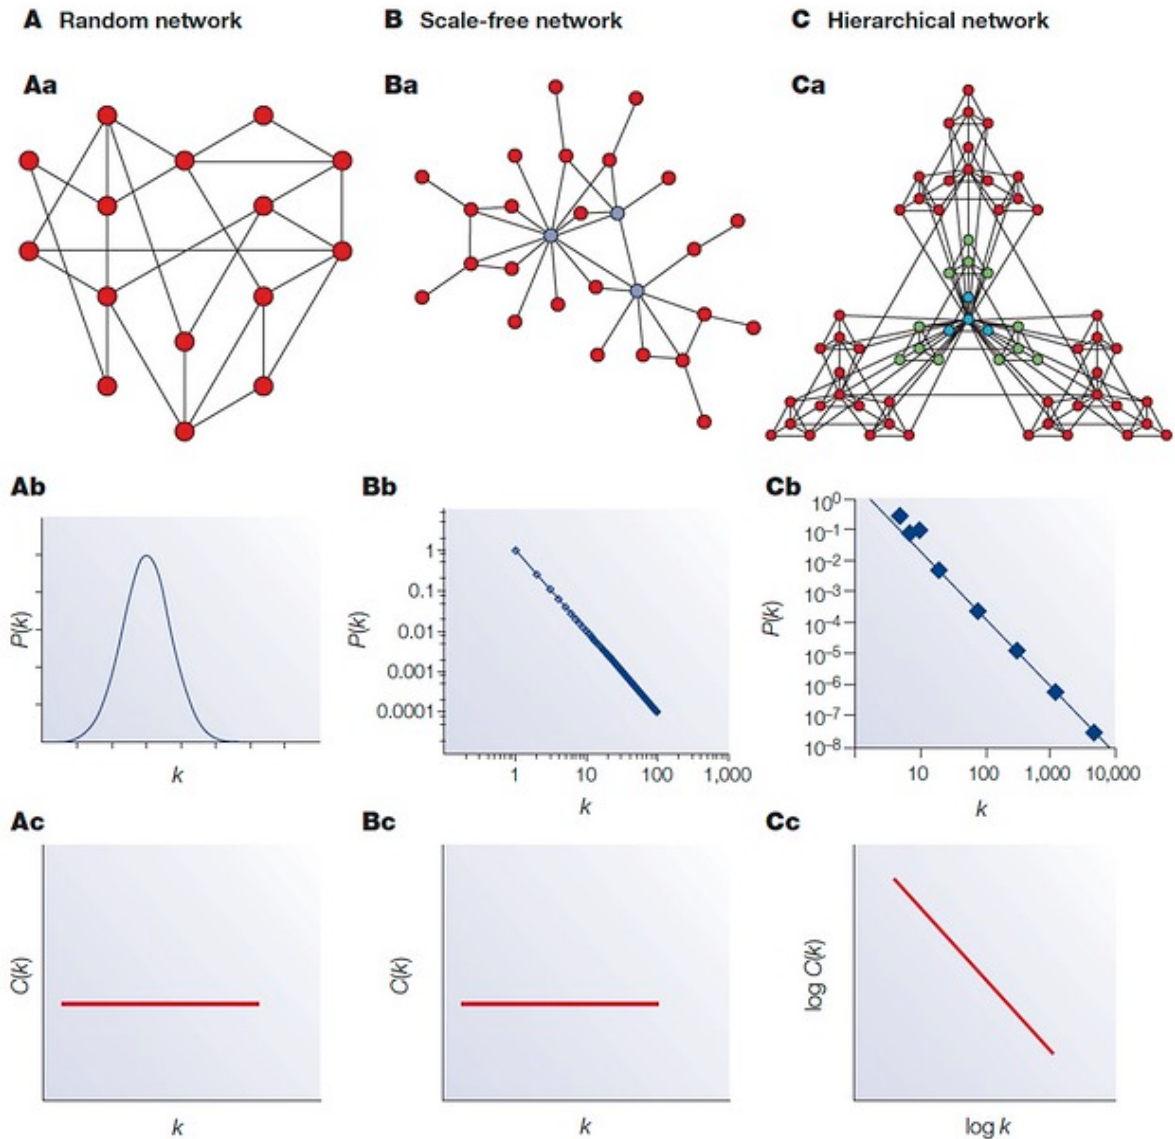 A Random network
B Scale-free network
C Hierarchical network
Aa
Ba
Ca
Ab
P(k)
k
Bb
1
0.1
0.01
0.001
0.0001
P(k)
1 10 100 1,000
k
Cb
10⁰
10⁻¹
10⁻²
10⁻³
10⁻⁴
10⁻⁵
10⁻⁶
10⁻⁷
10⁻⁸
P(k)
10 100 1,000 10,000
k
Ac
C(k)
k
Bc
C(k)
k
Cc
log C(k)
log k